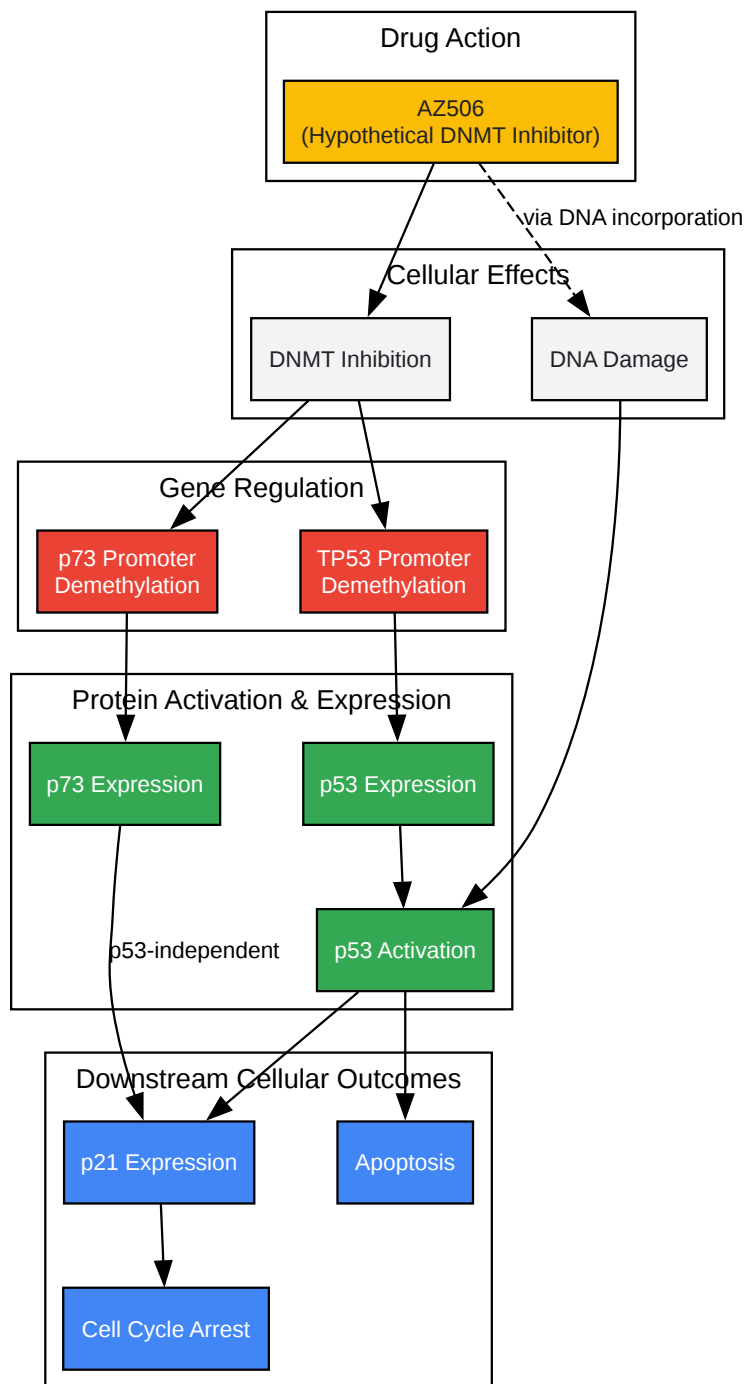 Drug Action
AZ506
(Hypothetical DNMT Inhibitor)
via DNA incorporation
Cellular Effects
DNMT Inhibition
DNA Damage
Gene Regulation
p73 Promoter
Demethylation
TP53 Promoter
Demethylation
Protein Activation & Expression
p73 Expression
p53 Expression
p53-independent
p53 Activation
Downstream Cellular Outcomes
p21 Expression
Apoptosis
Cell Cycle Arrest